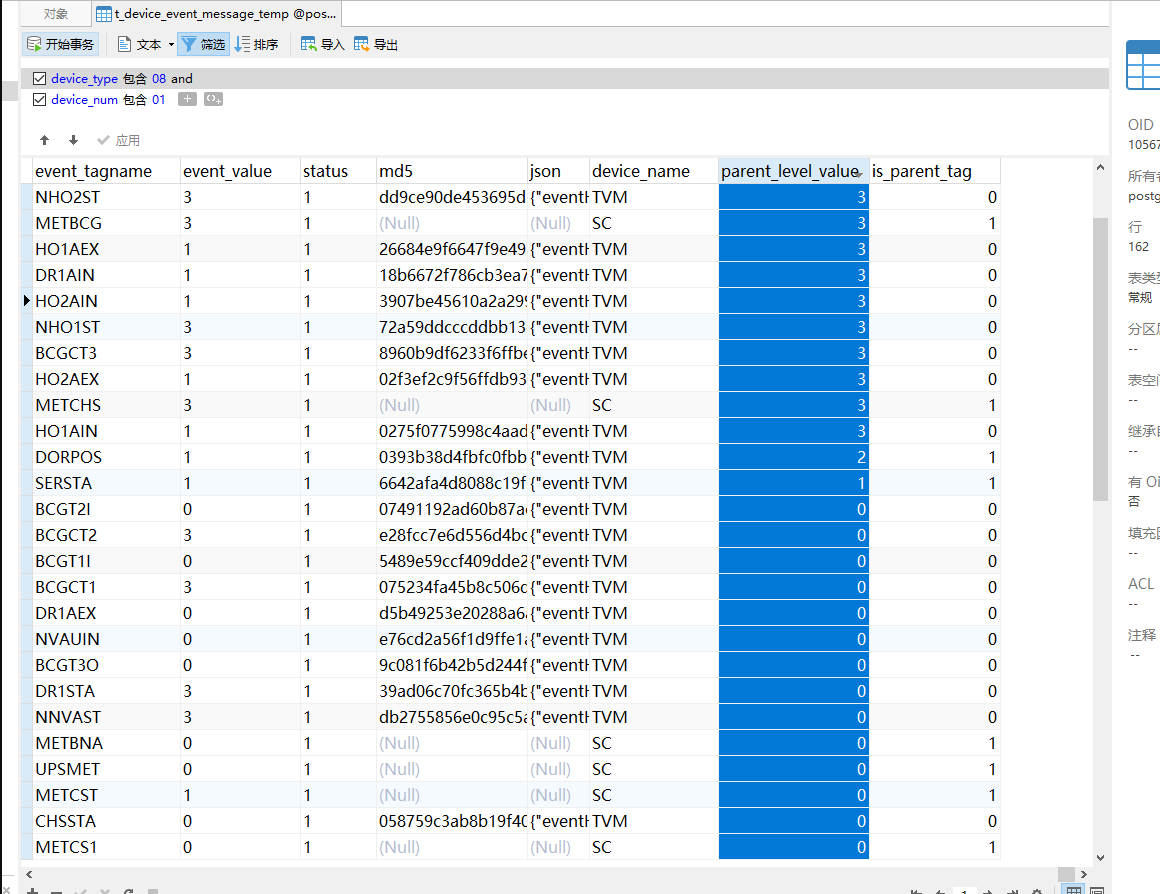 对象 t_device_event_message_temp @pos...
开始事务 文本 筛选 排序 导入 导出
device_type 包含 08 and
device_num 包含 01
应用
event_tagname event_value status md5 json device_name parent_level_value is_parent_tag
NHO2ST 3 1 dd9ce90de453695d {"eventH TVM 3 0
METBCG 3 1 (Null) (Null) SC 3 1
HO1AEX 1 1 26684e9f6647f9e49 {"eventH TVM 3 0
DR1AIN 1 1 18b6672f786cb3ea7 {"eventH TVM 3 0
HO2AIN 1 1 3907be45610a2a299 {"eventH TVM 3 0
NHO1ST 3 1 72a59ddcccddbb13 {"eventH TVM 3 0
BCGCT3 3 1 8960b9df6233f6ffbe {"eventH TVM 3 0
HO2AEX 1 1 02f3ef2c9f56ffdb93 {"eventH TVM 3 0
METCHS 3 1 (Null) (Null) SC 3 1
HO1AIN 1 1 0275f0775998c4aad {"eventH TVM 3 0
DORPOS 1 1 0393b38d4fbfc0fbb {"eventH TVM 2 1
SERSTA 1 1 6642afa4d8088c19f {"eventH TVM 1 1
BCGT2I 0 1 07491192ad60b87a {"eventH TVM 0 0
BCGCT2 3 1 e28fcc7e6d556d4bc {"eventH TVM 0 0
BCGT1I 0 1 5489e59ccf409dde2 {"eventH TVM 0 0
BCGCT1 3 1 075234fa45b8c506c {"eventH TVM 0 0
DR1AEX 0 1 d5b49253e20288a6 {"eventH TVM 0 0
NVAUIN 0 1 e76cd2a56f1d9ffe1 {"eventH TVM 0 0
BCGT3O 0 1 9c081f6b42b5d244f {"eventH TVM 0 0
DR1STA 3 1 39ad06c70fc365b4b {"eventH TVM 0 0
NNVAST 3 1 db2755856e0c95c5 {"eventH TVM 0 0
METBNA 0 1 (Null) (Null) SC 0 1
UPSMET 0 1 (Null) (Null) SC 0 1
METCST 1 1 (Null) (Null) SC 0 1
CHSSTA 0 1 058759c3ab8b19f40 {"eventH TVM 0 0
METCS1 0 1 (Null) (Null) SC 0 1
OID
10567
所有者
postg
行
162
表类型
常规
分区
--
表空间
--
继承
--
有 Oi
否
填充
--
ACL
--
注释
--